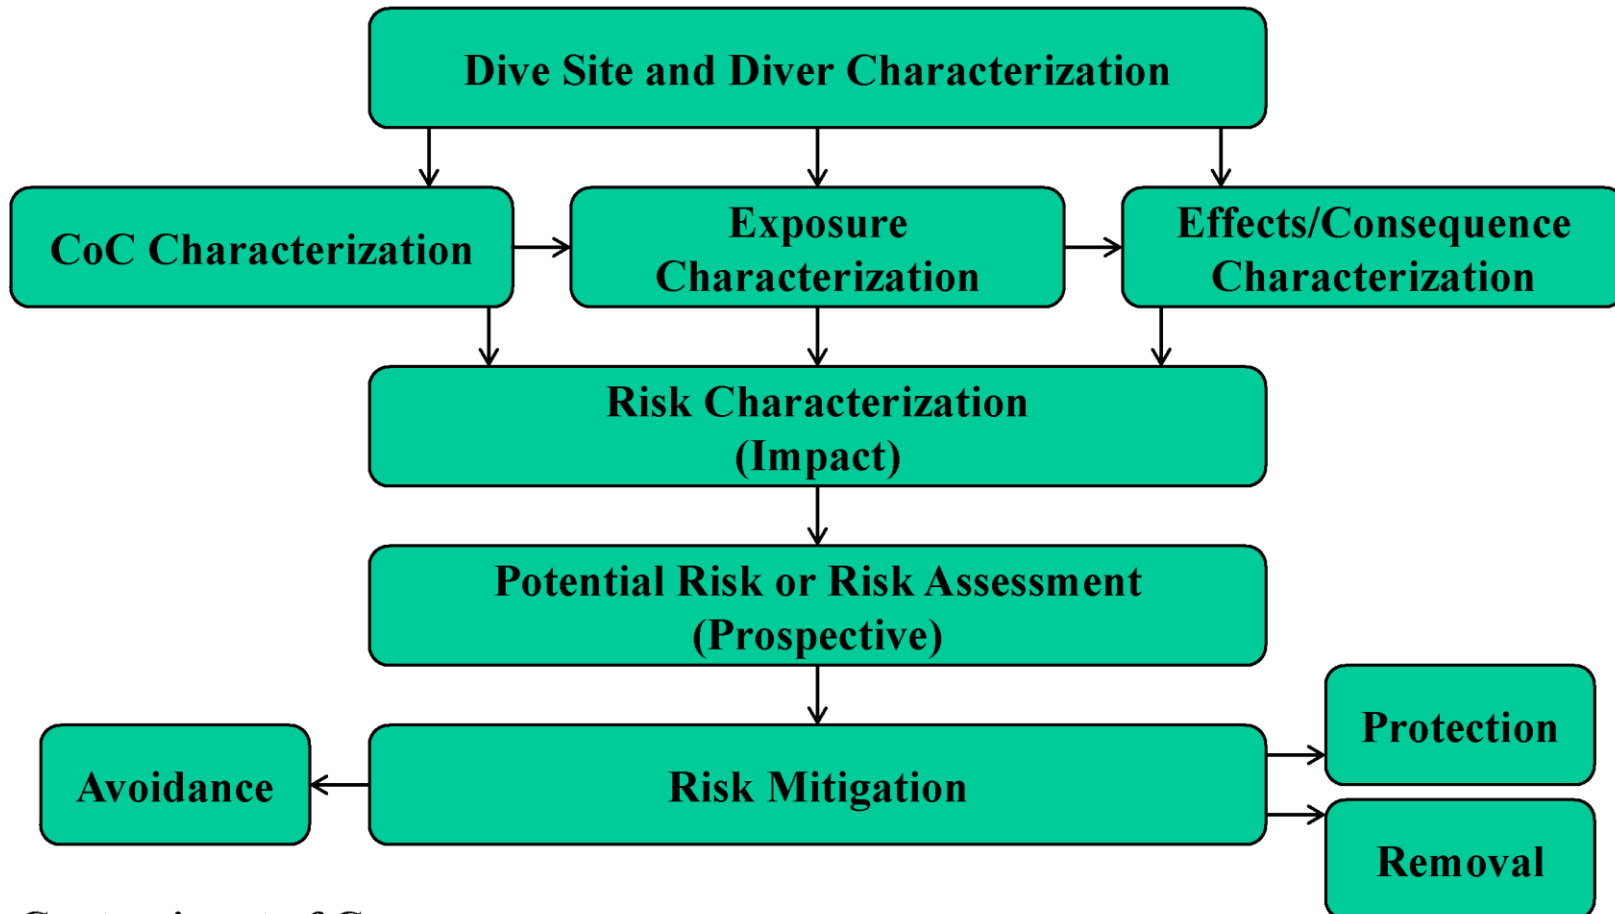 Dive Site and Diver Characterization
CoC Characterization
Exposure
Characterization
Effects/Consequence
Characterization
Risk Characterization
(Impact)
Potential Risk or Risk Assessment
(Prospective)
Avoidance
Risk Mitigation
Protection
Removal